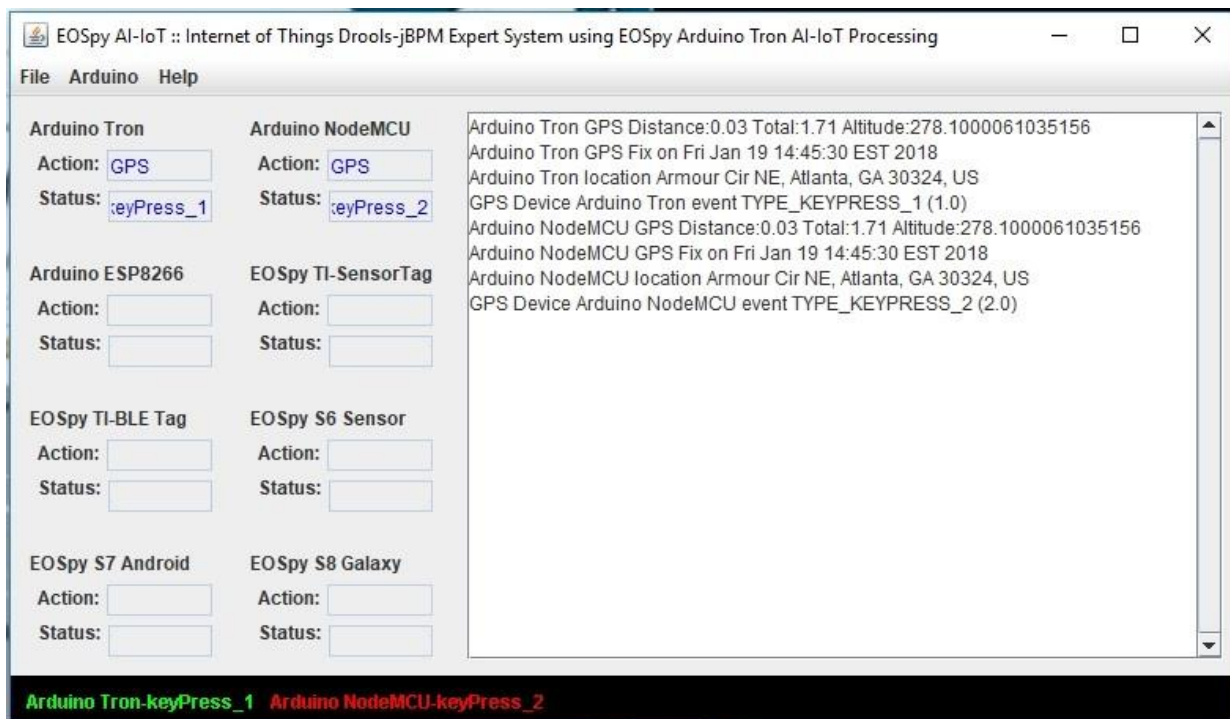 EOSpy AI-IoT :: Internet of Things Drools-jBPM Expert System using EOSpy Arduino Tron AI-IoT Processing
File Arduino Help
Arduino Tron Arduino NodeMCU
Action: GPS Action: GPS
Status: keyPress_1 Status: keyPress_2
Arduino ESP8266 EOSpy TI-SensorTag
Action: Action:
Status: Status:
EOSpy TI-BLE Tag EOSpy S6 Sensor
Action: Action:
Status: Status:
EOSpy S7 Android EOSpy S8 Galaxy
Action: Action:
Status: Status:
Arduino Tron GPS Distance:0.03 Total:1.71 Altitude:278.1000061035156
Arduino Tron GPS Fix on Fri Jan 19 14:45:30 EST 2018
Arduino Tron location Armour Cir NE, Atlanta, GA 30324, US
GPS Device Arduino Tron event TYPE_KEYPRESS_1 (1.0)
Arduino NodeMCU GPS Distance:0.03 Total:1.71 Altitude:278.1000061035156
Arduino NodeMCU GPS Fix on Fri Jan 19 14:45:30 EST 2018
Arduino NodeMCU location Armour Cir NE, Atlanta, GA 30324, US
GPS Device Arduino NodeMCU event TYPE_KEYPRESS_2 (2.0)
Arduino Tron-keyPress_1 Arduino NodeMCU-keyPress_2